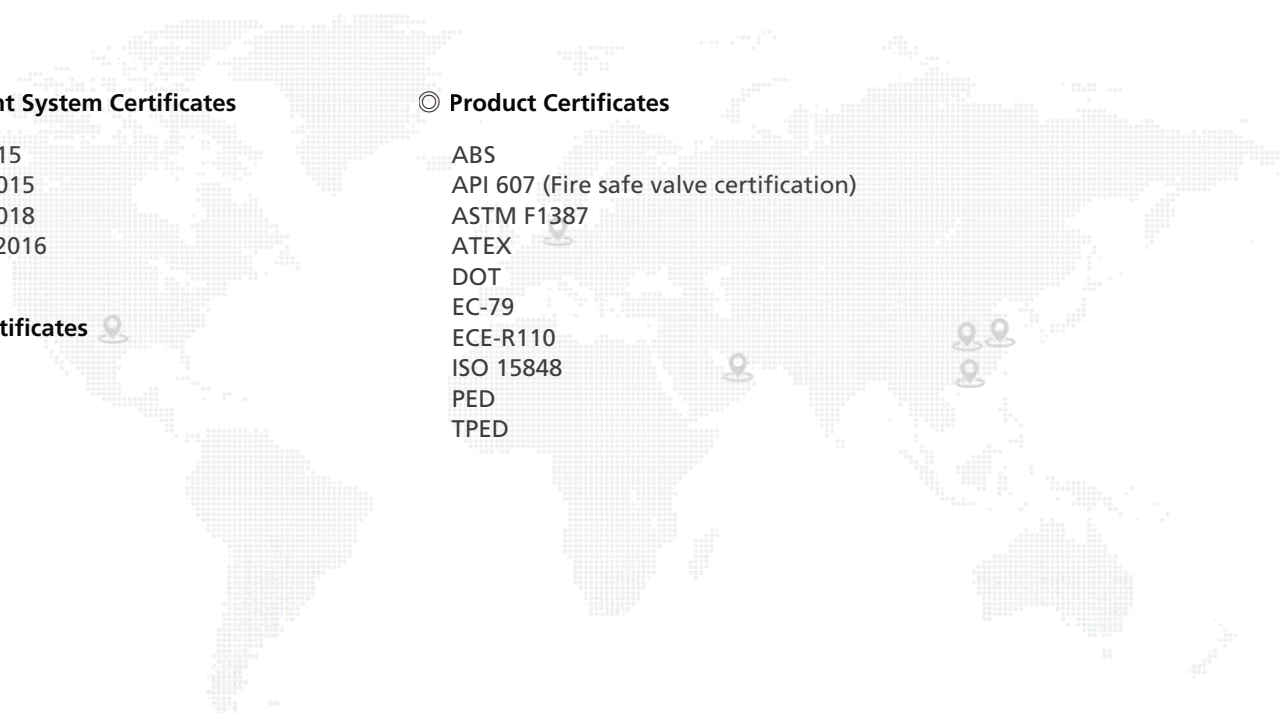 nt System Certificates
15
015
018
2016
tificates
◎ Product Certificates
ABS
API 607 (Fire safe valve certification)
ASTM F1387
ATEX
DOT
EC-79
ECE-R110
ISO 15848
PED
TPED